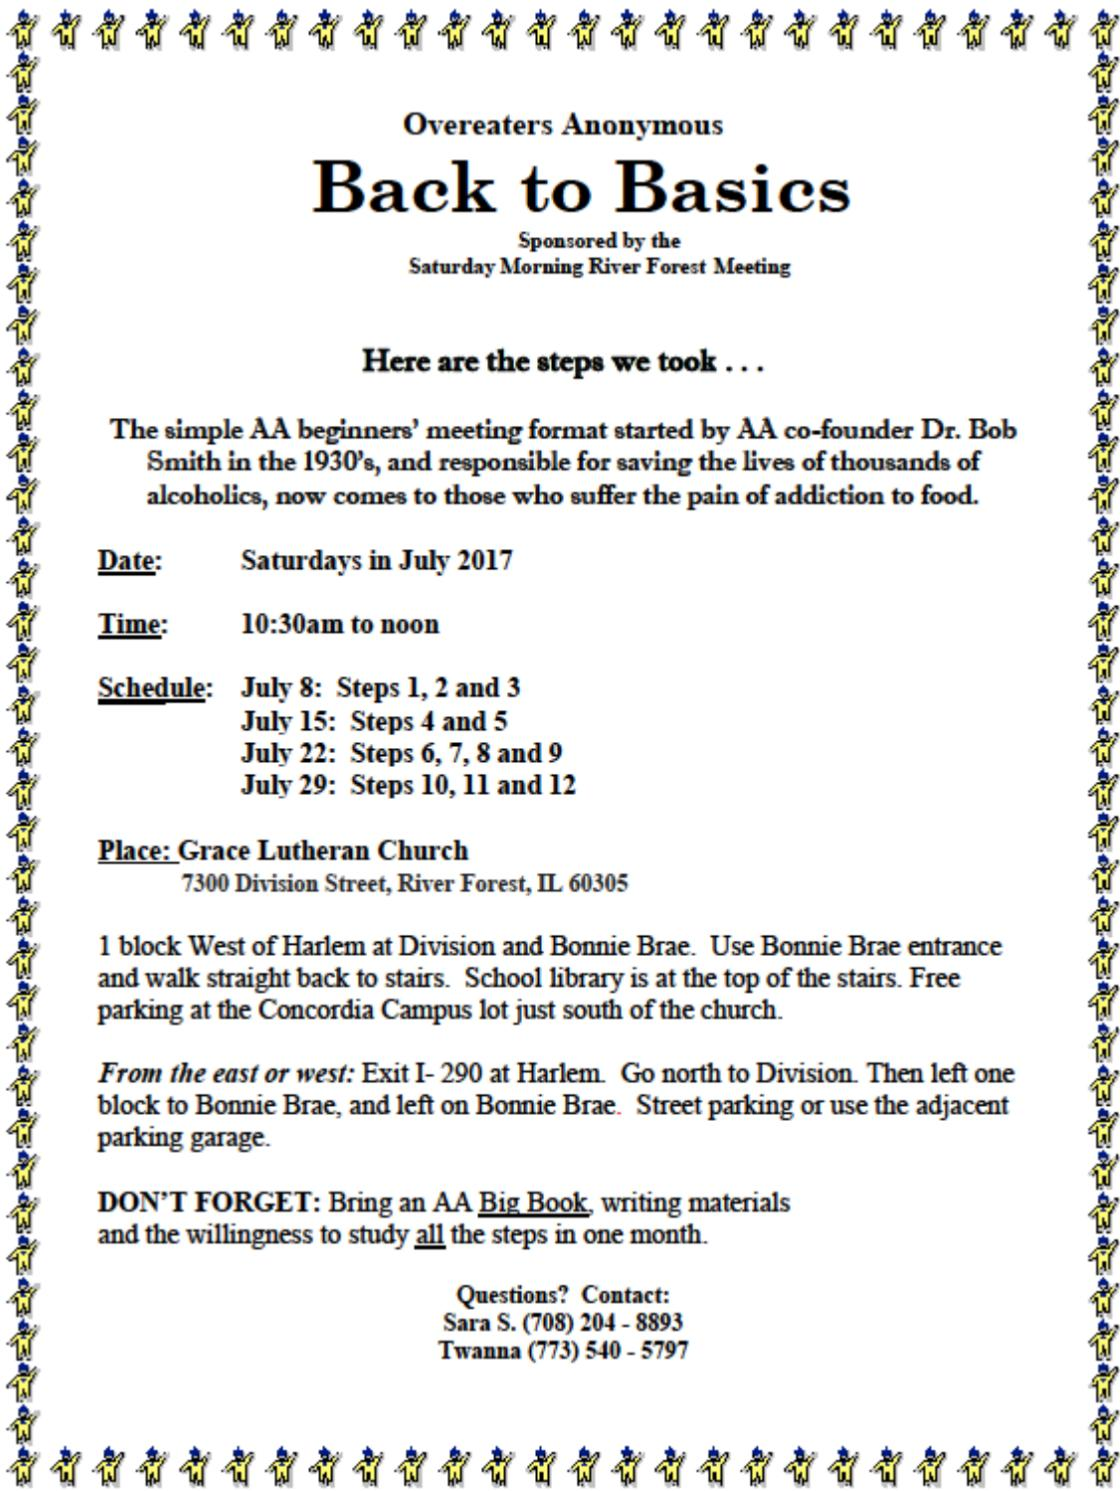 Overeaters Anonymous
Back to Basics
Sponsored by the
Saturday Morning River Forest Meeting
Here are the steps we took . . .
The simple AA beginners’ meeting format started by AA co-founder Dr. Bob
Smith in the 1930’s, and responsible for saving the lives of thousands of
alcoholics, now comes to those who suffer the pain of addiction to food.
Date: Saturdays in July 2017
Time: 10:30am to noon
Schedule: July 8: Steps 1, 2 and 3
July 15: Steps 4 and 5
July 22: Steps 6, 7, 8 and 9
July 29: Steps 10, 11 and 12
Place: Grace Lutheran Church
7300 Division Street, River Forest, IL 60305
1 block West of Harlem at Division and Bonnie Brae. Use Bonnie Brae entrance
and walk straight back to stairs. School library is at the top of the stairs. Free
parking at the Concordia Campus lot just south of the church.
From the east or west: Exit I- 290 at Harlem. Go north to Division. Then left one
block to Bonnie Brae, and left on Bonnie Brae. Street parking or use the adjacent
parking garage.
DON’T FORGET: Bring an AA Big Book, writing materials
and the willingness to study all the steps in one month.
Questions? Contact:
Sara S. (708) 204 - 8893
Twanna (773) 540 - 5797